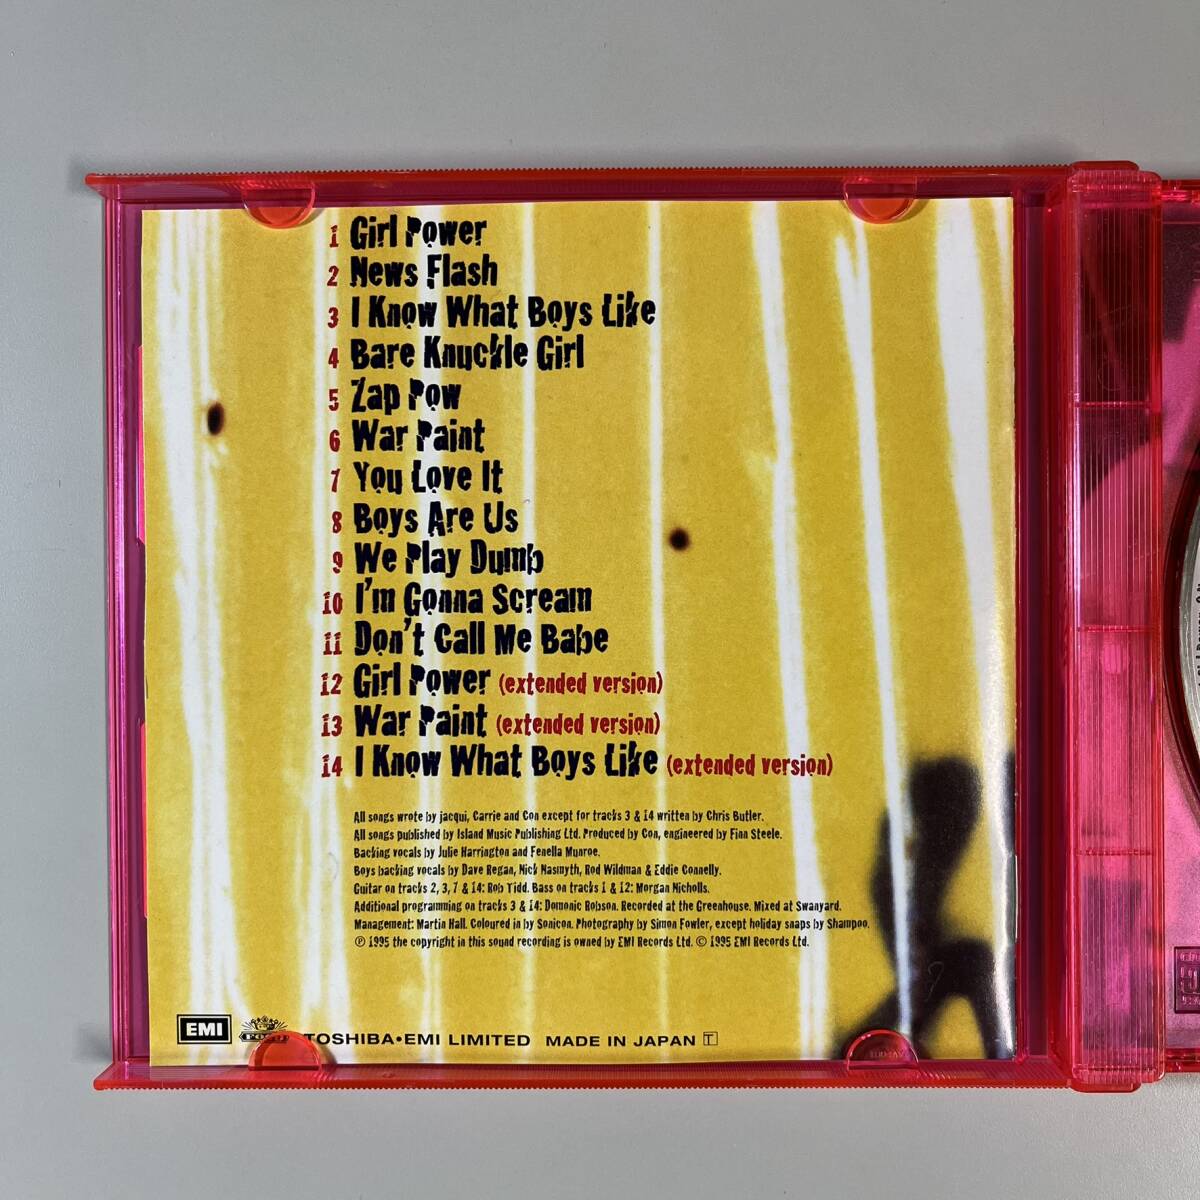 1 Girl Power
2 News Flash
3 I Know What Boys Like
4 Bare Knuckle Girl
5 Zap Pow
6 War Paint
7 You Love It
8 Boys Are Us
9 We Play Dumb
10 I'm Gonna Scream
11 Don't Call Me Babe
12 Girl Power (extended version)
13 War Paint (extended version)
14 I Know What Boys Like (extended version)
All songs wrote by jacqui, Carrie and Con except for tracks 3 & 14 written by Chris Butler.
All songs published by Island Music Publishing Ltd. Produced by Con, engineered by Finn Steele.
Backing vocals by Julie Harrington and Fenella Munroe.
Boys backing vocals by Dave Regan, Nick Nasmyth, Rod Wildman & Eddie Connelly.
Guitar on tracks 2, 3, 7 & 14: Rob Tidd. Bass on tracks 1 & 12: Morgan Nicholls.
Additional programming on tracks 3 & 14: Domonic Robson. Recorded at the Greenhouse. Mixed at Swanyard.
Management: Martin Hall. Coloured in by Sonicon. Photography by Simon Fowler, except holiday snaps by Shampoo.
℗ 1995 the copyright in this sound recording is owned by EMI Records Ltd. © 1995 EMI Records Ltd.
EMI TOSHIBA•EMI LIMITED MADE IN JAPAN T